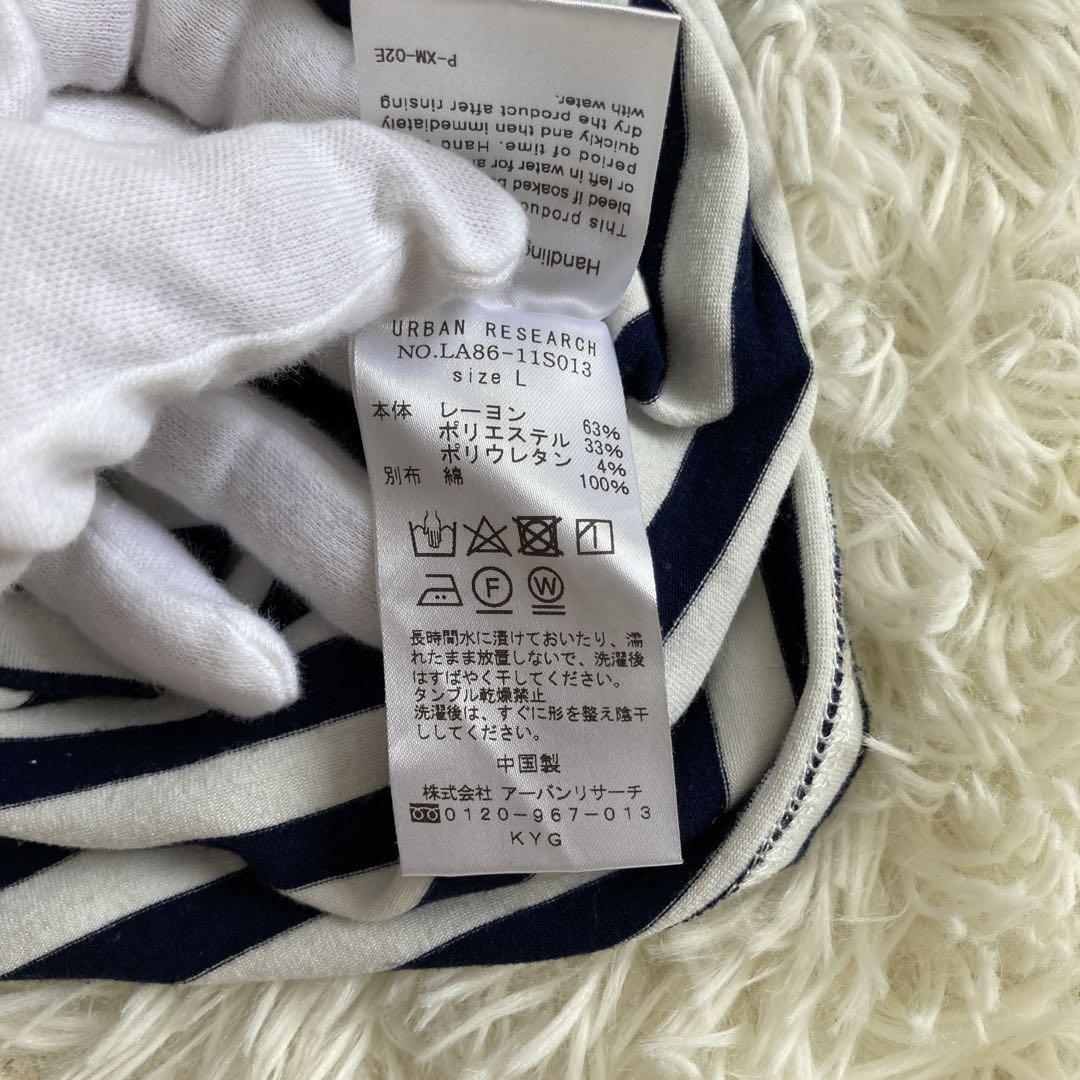 URBAN RESEARCH
NO.LA86-11S013
size L
本体 レーヨン 63%
ポリエステル 33%
ポリウレタン 4%
別布 綿 100%
F W
長時間水に漬けておいたり、濡
れたまま放置しないで、洗濯後
はすばやく干してください。
タンブル乾燥禁止
洗濯後は、すぐに形を整え陰干
ししてください。
中国製
株式会社 アーバンリサーチ
0120-967-013
KYG
Handling
This
bleed if soaked
or left in water for
period of time. Hand
quickly and then immediately
dry the product after rinsing
with water.
P-XM-02E